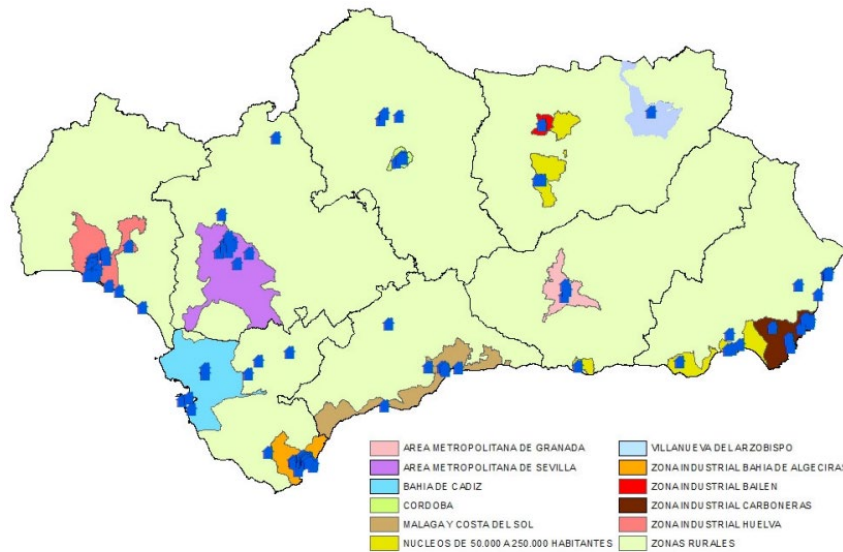 AREA METROPOLITANA DE GRANADA
AREA METROPOLITANA DE SEVILLA
BAHIA DE CADIZ
CORDOBA
MALAGA Y COSTA DEL SOL
NUCLEOS DE 50.000 A 250.000 HABITANTES
VILLANUEVA DEL ARZOBISPO
ZONA INDUSTRIAL BAHIA DE ALGECIRAS
ZONA INDUSTRIAL BAILEN
ZONA INDUSTRIAL CARBONERAS
ZONA INDUSTRIAL HUELVA
ZONAS RURALES